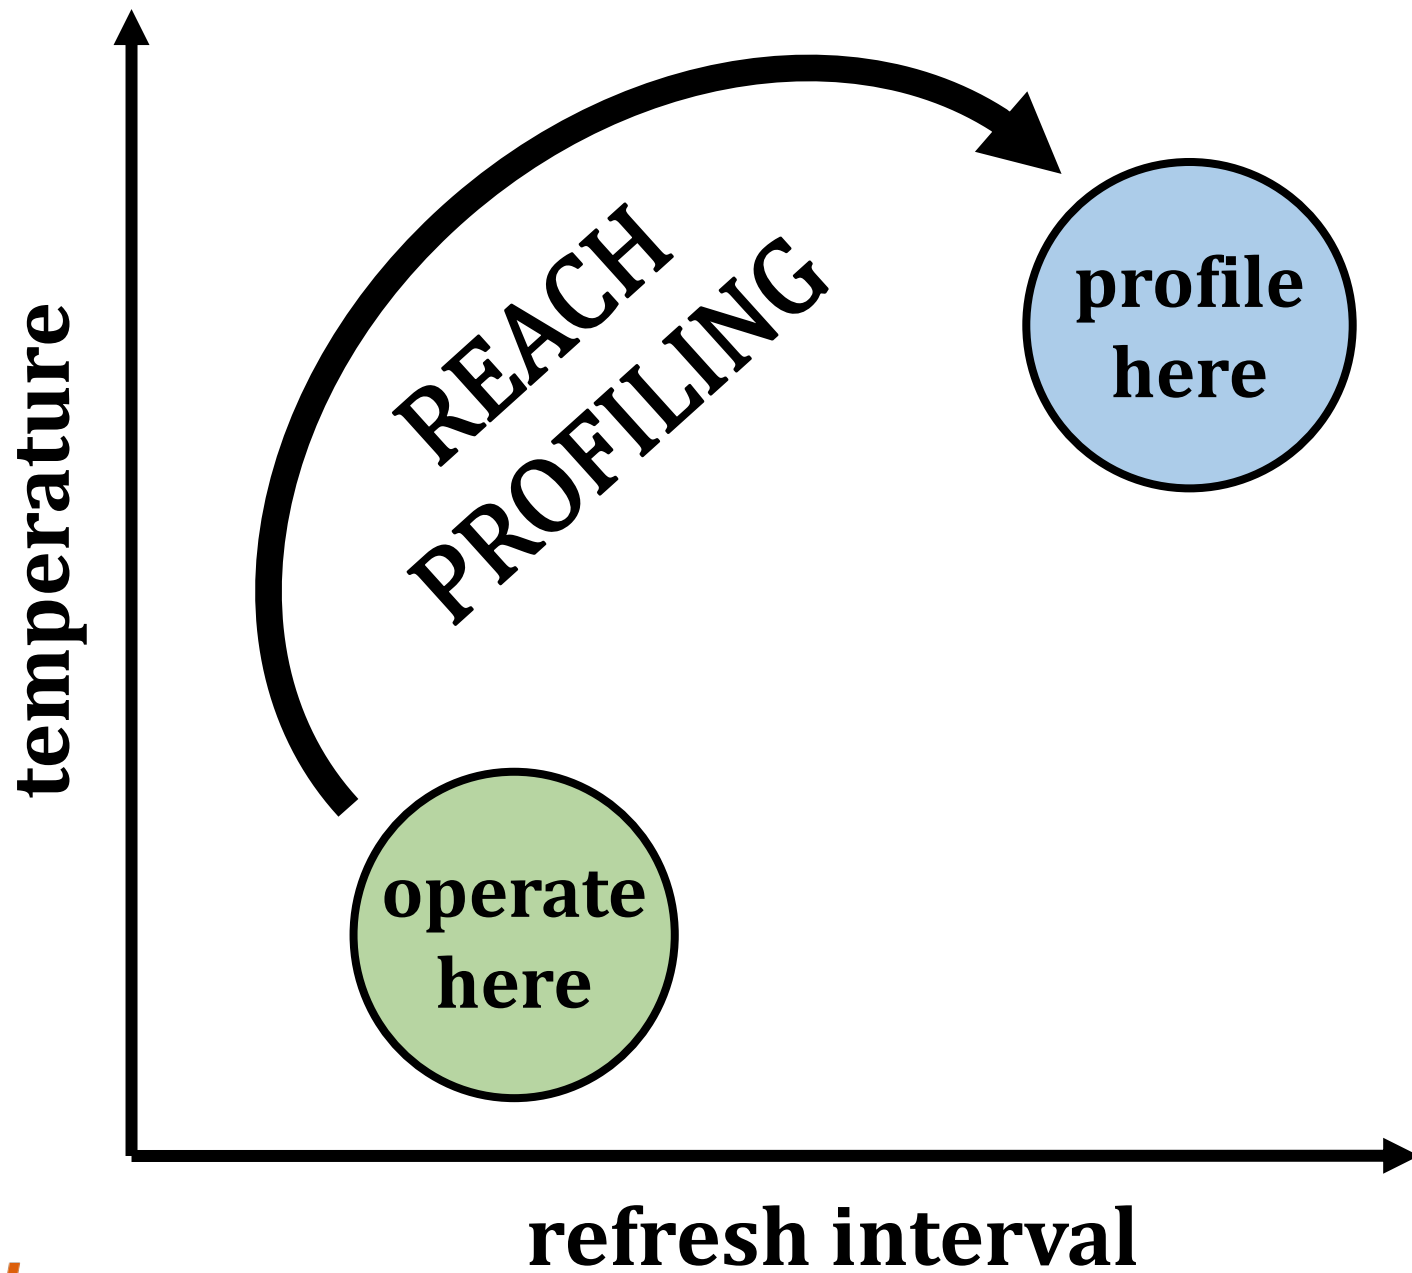 temperature
REACH
PROFILING
profile
here
operate
here
refresh interval